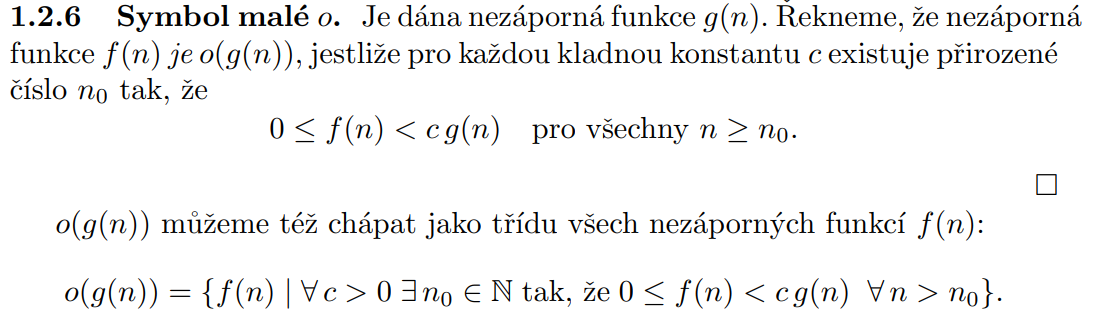 1.2.6 Symbol malé o. Je dána nezáporná funkce g(n). Řekneme, že nezáporná
funkce f(n) je o(g(n)), jestliže pro každou kladnou konstantu c existuje přirozené
číslo n₀ tak, že
0 ≤ f(n) < c g(n) pro všechny n ≥ n₀.
□
o(g(n)) můžeme též chápat jako třídu všech nezáporných funkcí f(n):
o(g(n)) = {f(n) | ∀ c > 0 ∃ n₀ ∈ ℕ tak, že 0 ≤ f(n) < c g(n) ∀ n > n₀}.